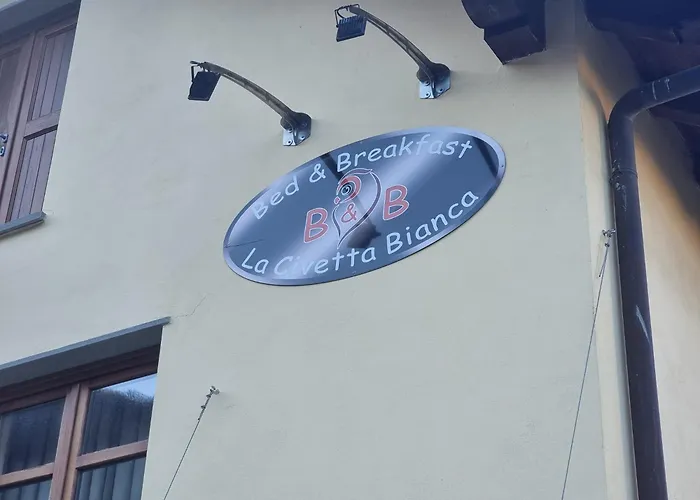 Bed & Breakfast
B&B
La Civetta Bianca